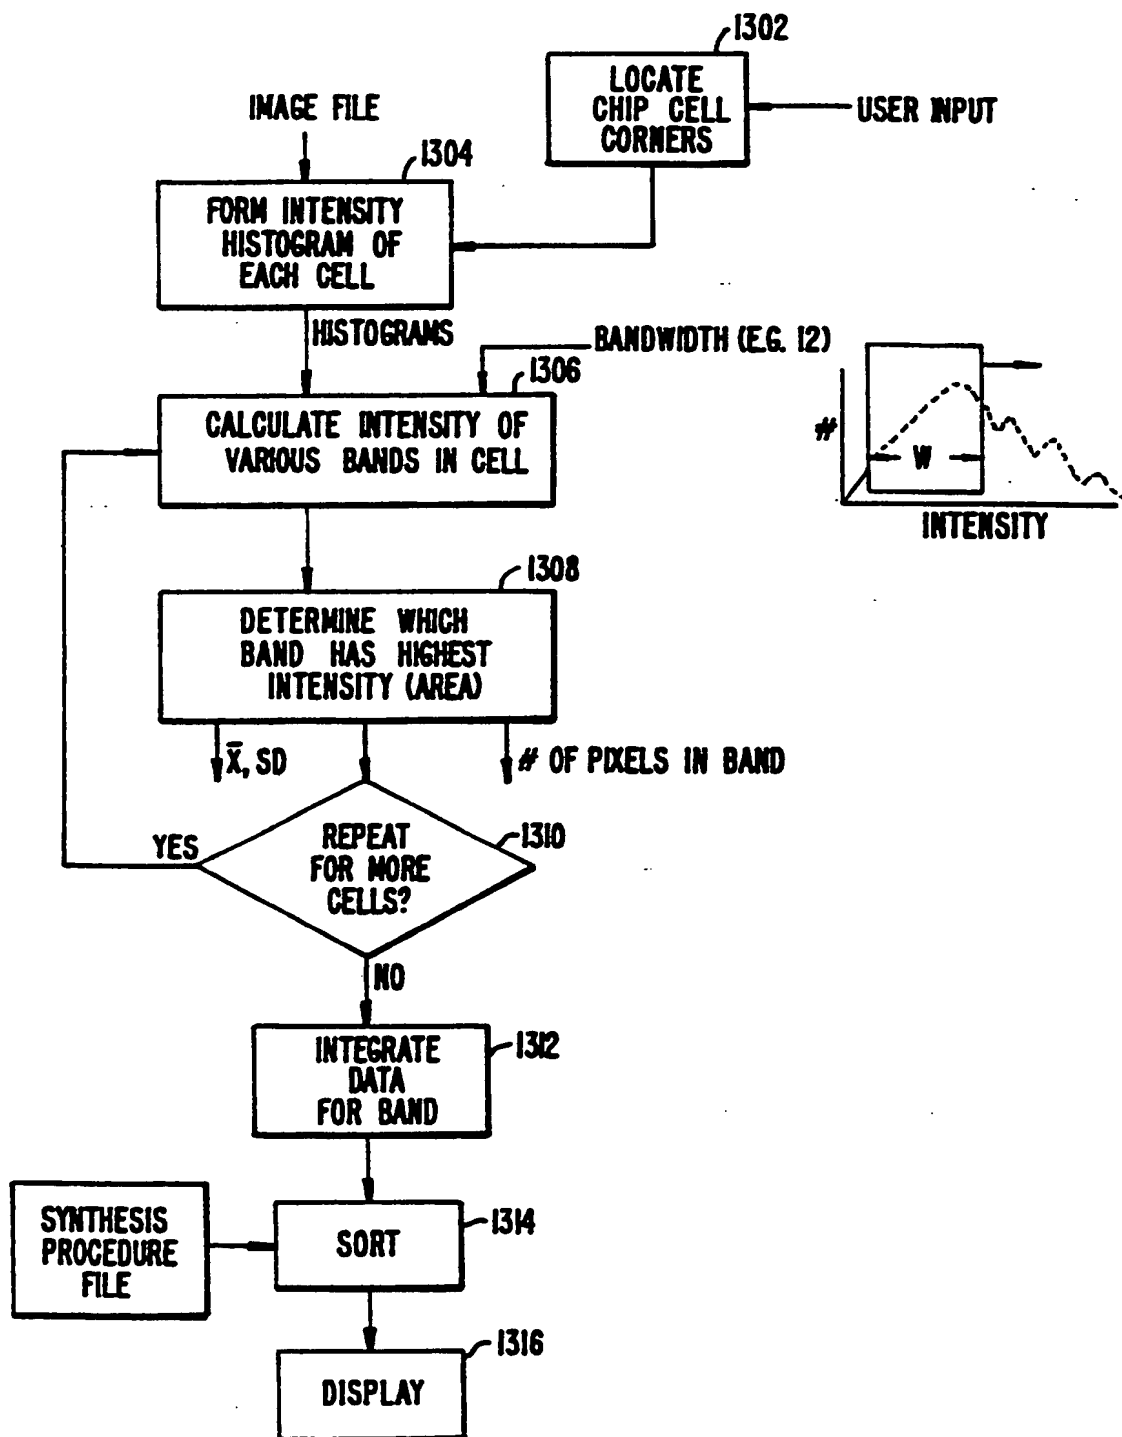 1302
LOCATE
CHIP CELL
CORNERS
USER INPUT
IMAGE FILE
1304
FORM INTENSITY
HISTOGRAM OF
EACH CELL
HISTOGRAMS
BANDWIDTH (E.G. 12)
1306
CALCULATE INTENSITY OF
VARIOUS BANDS IN CELL
#
W
INTENSITY
1308
DETERMINE WHICH
BAND HAS HIGHEST
INTENSITY (AREA)
X̄, SD
# OF PIXELS IN BAND
YES
1310
REPEAT
FOR MORE
CELLS?
NO
1312
INTEGRATE
DATA
FOR BAND
SYNTHESIS
PROCEDURE
FILE
1314
SORT
1316
DISPLAY